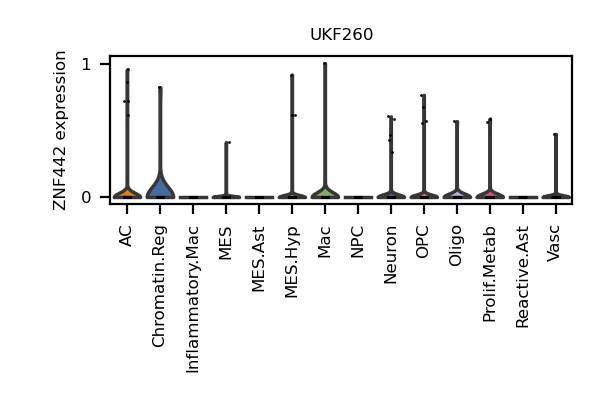 UKF260
ZNF442 expression
1
0
AC
Chromatin.Reg
Inflammatory.Mac
MES
MES.Ast
MES.Hyp
Mac
NPC
Neuron
OPC
Oligo
Prolif.Metab
Reactive.Ast
Vasc